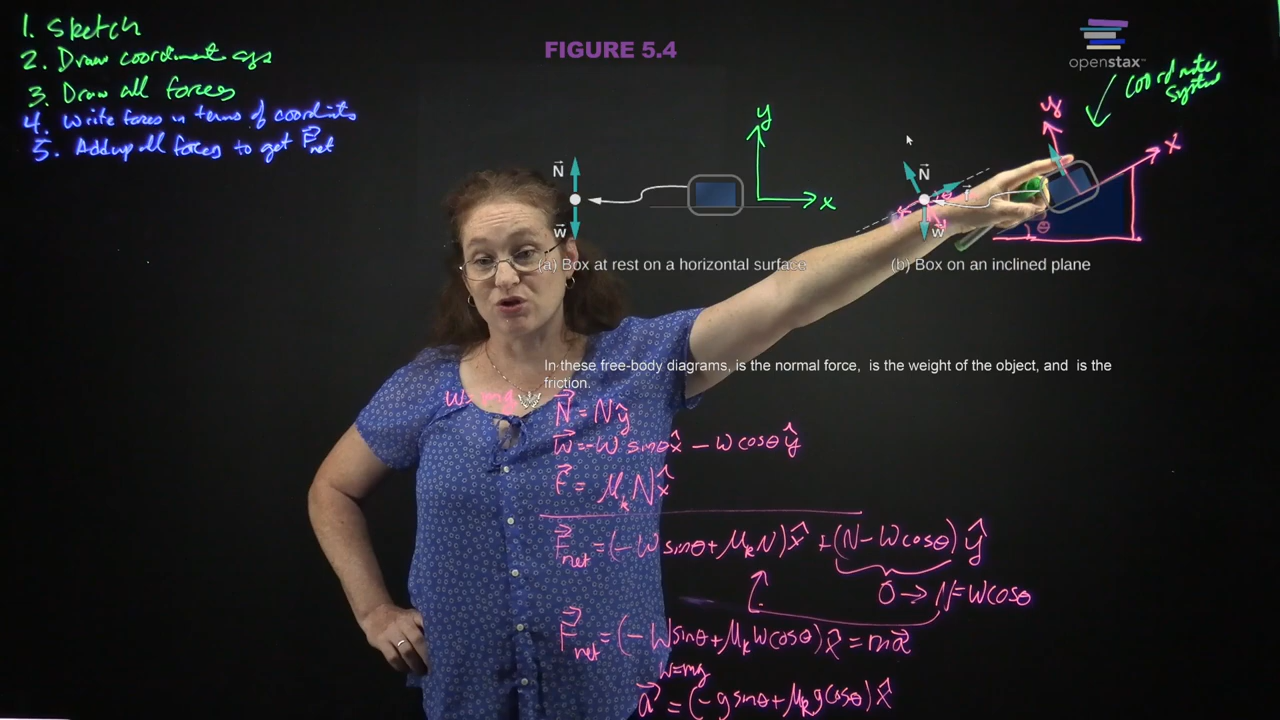 1. Sketch
2. Draw coordinate sys
3. Draw all forces
4. Write forces in terms of coordinates
5. Add up all forces to get F⃗net
FIGURE 5.4
openstax™
coordinate system
y
x
N⃗
w⃗
y
x
N⃗
f⃗
w⃗
θ
θ
(a) Box at rest on a horizontal surface
(b) Box on an inclined plane
In these free-body diagrams, is the normal force, is the weight of the object, and is the
friction.
w=mg
N⃗ = Nŷ
w⃗ = -w sinθ x̂ - w cosθ ŷ
f⃗ = μk N x̂
F⃗net = (-w sinθ + μk N) x̂ + (N - w cosθ) ŷ
0 → N = w cosθ
F⃗net = (-w sinθ + μk w cosθ) x̂ = ma⃗
w=mg
a⃗ = (-g sinθ + μk g cosθ) x̂